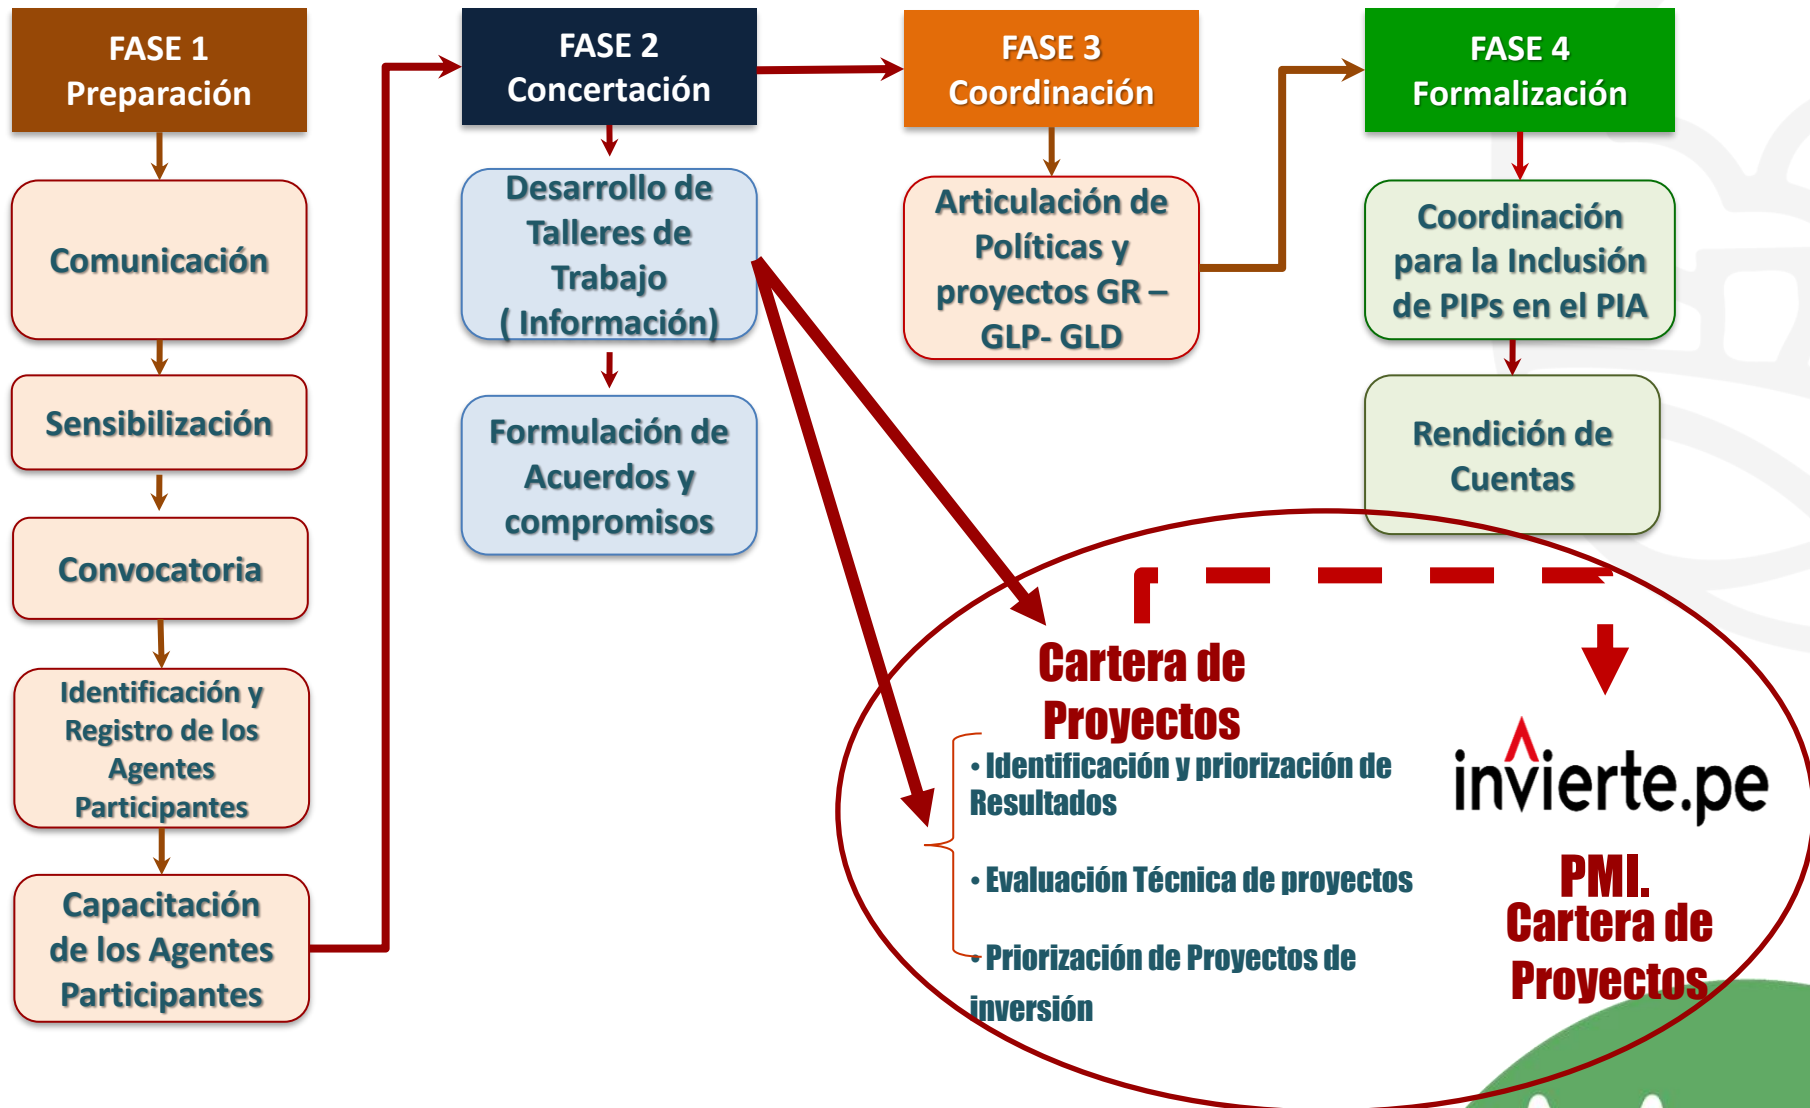 FASE 1
Preparación
Comunicación
Sensibilización
Convocatoria
Identificación y
Registro de los
Agentes
Participantes
Capacitación
de los Agentes
Participantes
FASE 2
Concertación
Desarrollo de
Talleres de
Trabajo
( Información)
Formulación de
Acuerdos y
compromisos
FASE 3
Coordinación
Articulación de
Políticas y
proyectos GR –
GLP- GLD
FASE 4
Formalización
Coordinación
para la Inclusión
de PIPs en el PIA
Rendición de
Cuentas
Cartera de
Proyectos
• Identificación y priorización de
Resultados
• Evaluación Técnica de proyectos
• Priorización de Proyectos de
inversión
invierte.pe
PMI.
Cartera de
Proyectos